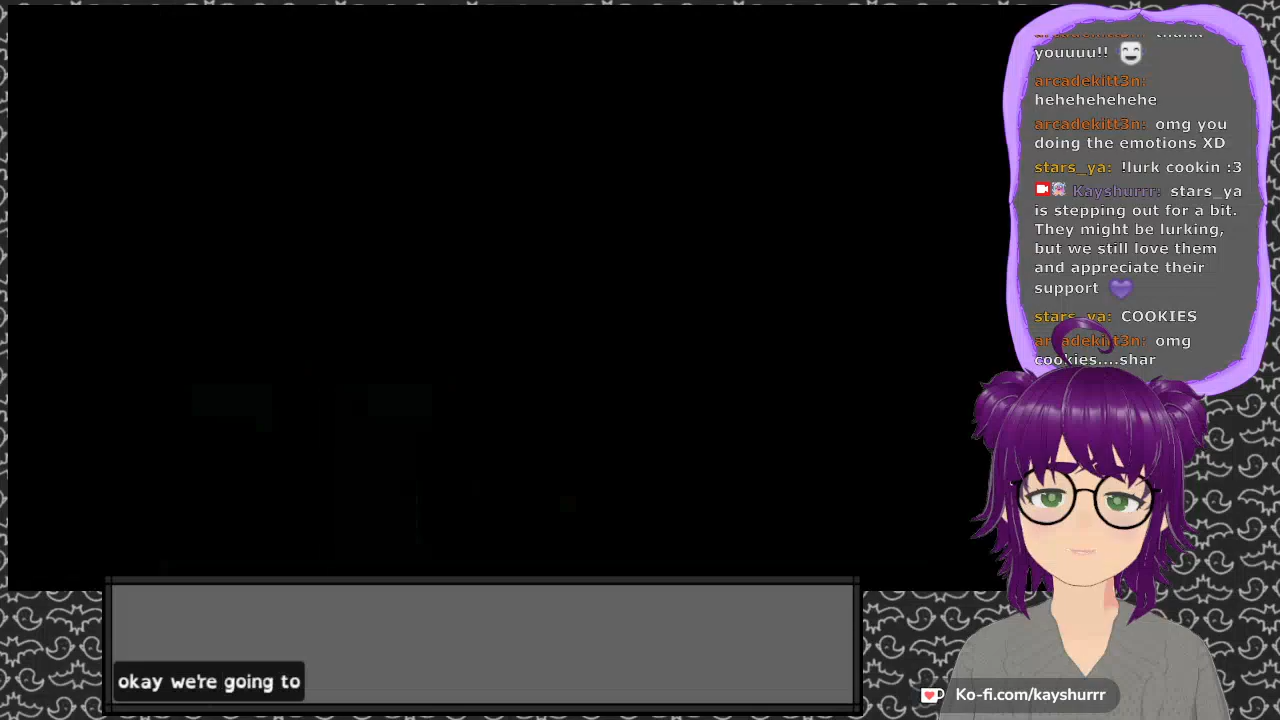 youuuu!!
arcadekitt3n:
hehehehehehe
arcadekitt3n: omg you
doing the emotions XD
stars_ya: !lurk cookin :3
Kayshurrr: stars_ya
is stepping out for a bit.
They might be lurking,
but we still love them
and appreciate their
support
stars_ya: COOKIES
arcadekitt3n: omg
cookies....shar
okay we're going to
Ko-fi.com/kayshurrr